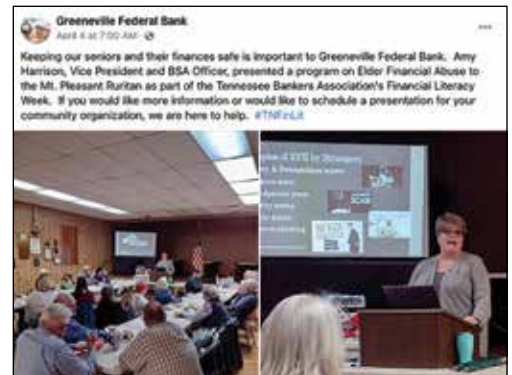 Greeneville Federal Bank
April 4 at 7:00 AM
Keeping our seniors and their finances safe is important to Greeneville Federal Bank. Amy
Harrison, Vice President and BSA Officer, presented a program on Elder Financial Abuse to
the Mt. Pleasant Ruritan as part of the Tennessee Bankers Association's Financial Literacy
Week. If you would like more information or would like to schedule a presentation for your
community organization, we are here to help. #TNFinLit
of EFE by Strangers
SCAM